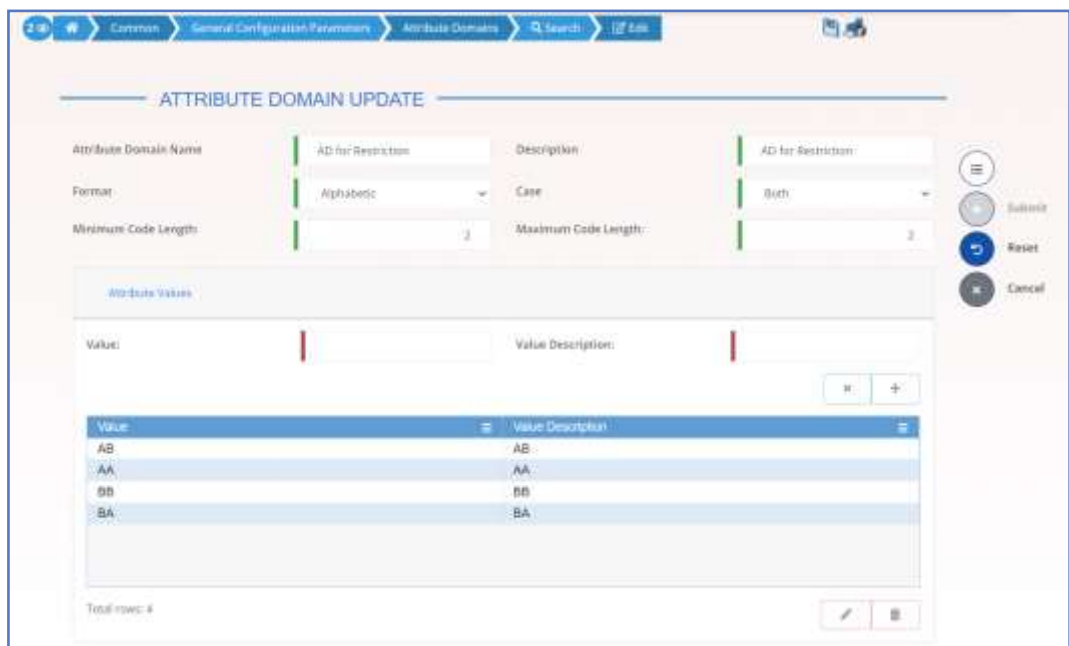 2 Common General Configuration Parameters Attribute Domains Search Edit
ATTRIBUTE DOMAIN UPDATE
Attribute Domain Name AD for Restriction Description AD for Restriction
Format Alphabetic Case Both
Minimum Code Length: 2 Maximum Code Length: 2
Submit
Reset
Cancel
Attribute Values
Value: Value Description:
Value Value Description
AB AB
AA AA
BB BB
BA BA
Total rows: 4